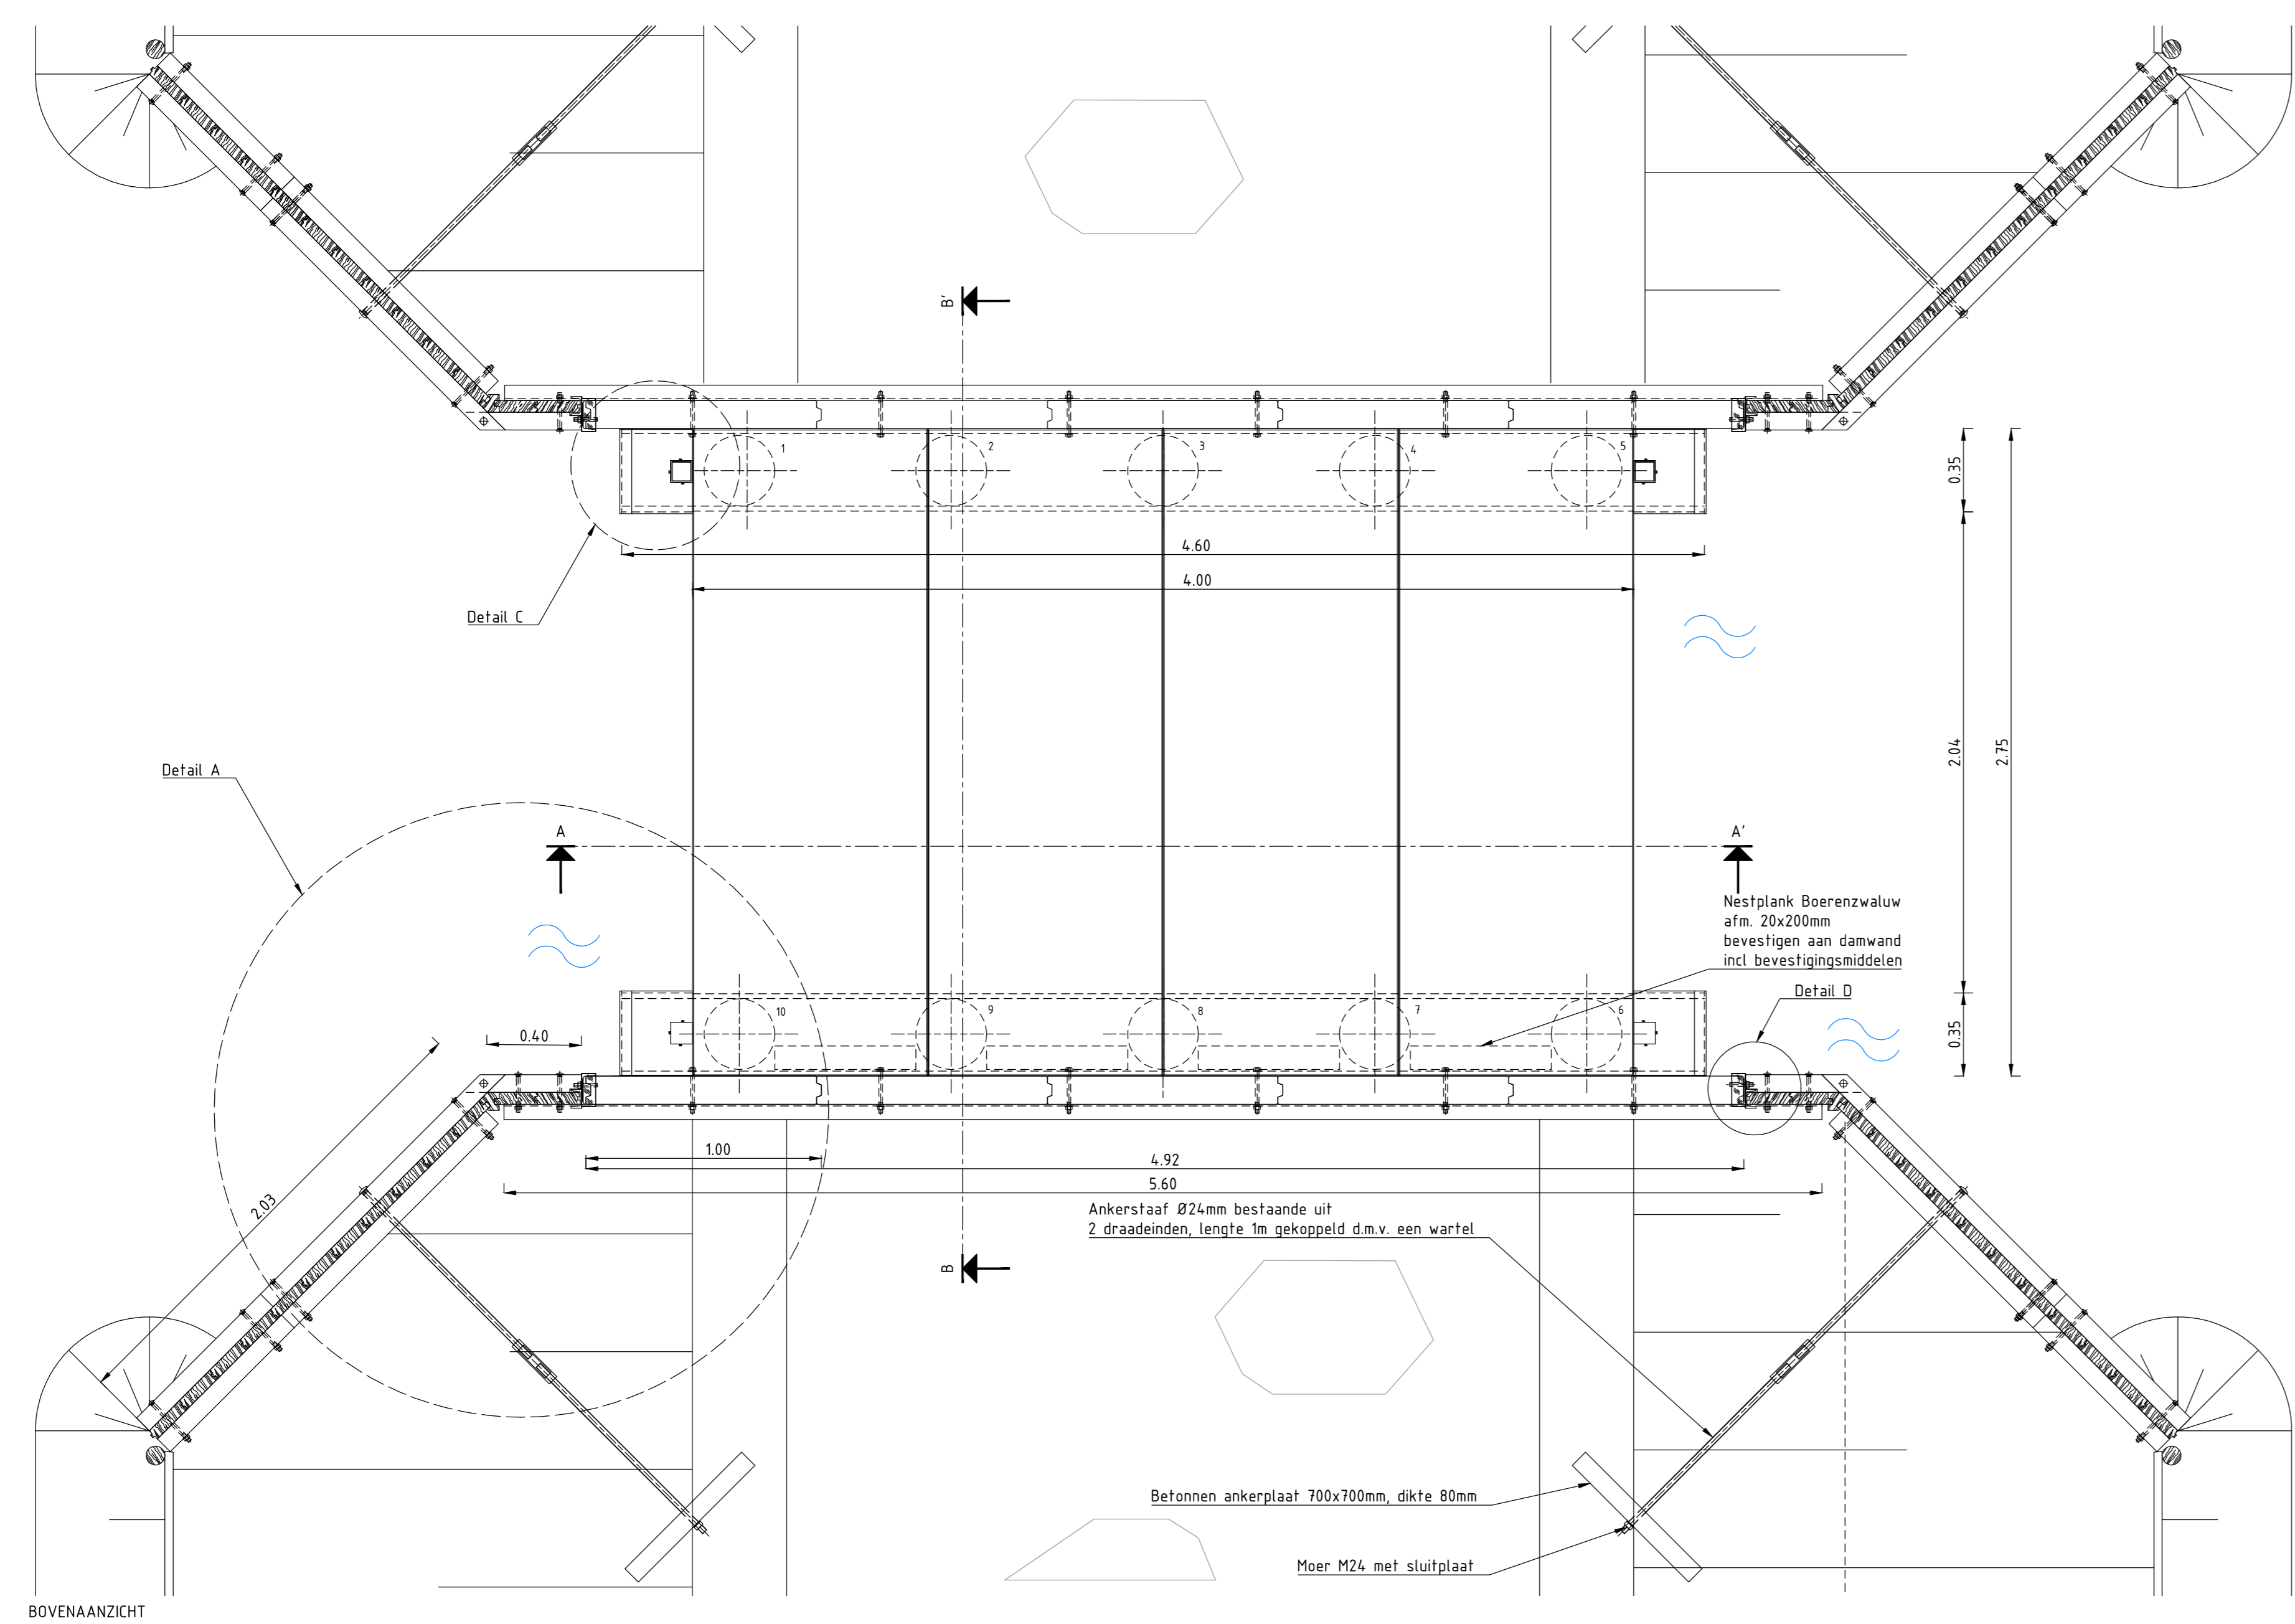 B'
1
2
3
4
5
0.35
4.60
4.00
Detail C
2.04
2.75
Detail A
A
A'
Nestplank Boerenzwaluw
afm. 20x200mm
bevestigen aan damwand
incl bevestigingsmiddelen
Detail D
10
9
8
7
6
0.40
0.35
1.00
4.92
5.60
2.03
Ankerstaaf Ø24mm bestaande uit
2 draadeinden, lengte 1m gekoppeld d.m.v. een wartel
B
Betonnen ankerplaat 700x700mm, dikte 80mm
Moer M24 met sluitplaat
BOVENAANZICHT